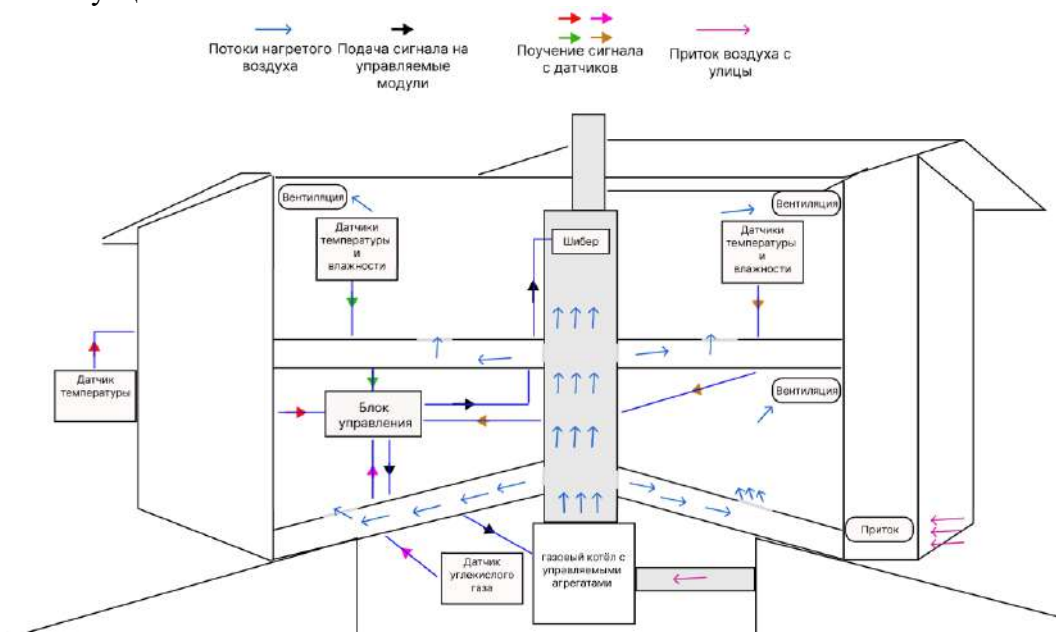 Потоки нагретого
воздуха
Подача сигнала на
управляемые
модули
Поучение сигнала
с датчиков
Приток воздуха с
улицы
Вентиляция
Датчики
температуры
и
влажности
Шибер
Вентиляция
Датчики
температуры
и
влажности
Датчик
температуры
Блок
управления
Вентиляция
Приток
Датчик
углекислого
газа
газовый котёл с
управляемыми
агрегатами